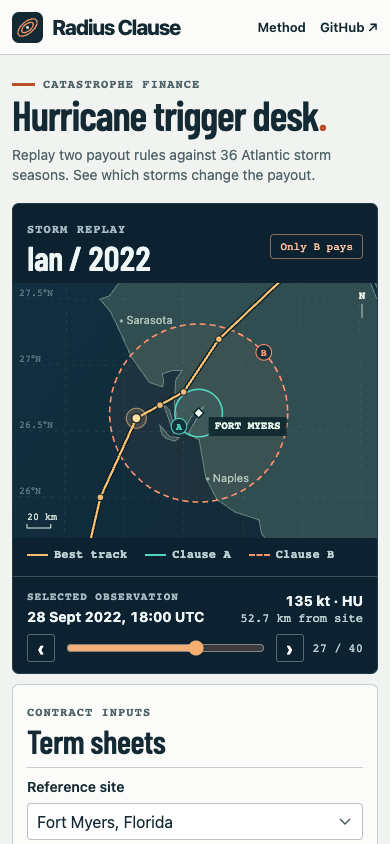 Radius Clause
Method
GitHub ↗
CATASTROPHE FINANCE
Hurricane trigger desk.
Replay two payout rules against 36 Atlantic storm
seasons. See which storms change the payout.
STORM REPLAY
Ian / 2022
Only B pays
27.5°N
N
Sarasota
B
27°N
26.5°N
A
FORT MYERS
Naples
26°N
20 km
Best track
Clause A
Clause B
SELECTED OBSERVATION
28 Sept 2022, 18:00 UTC
135 kt · HU
52.7 km from site
‹
›
27 / 40
CONTRACT INPUTS
Term sheets
Reference site
Fort Myers, Florida